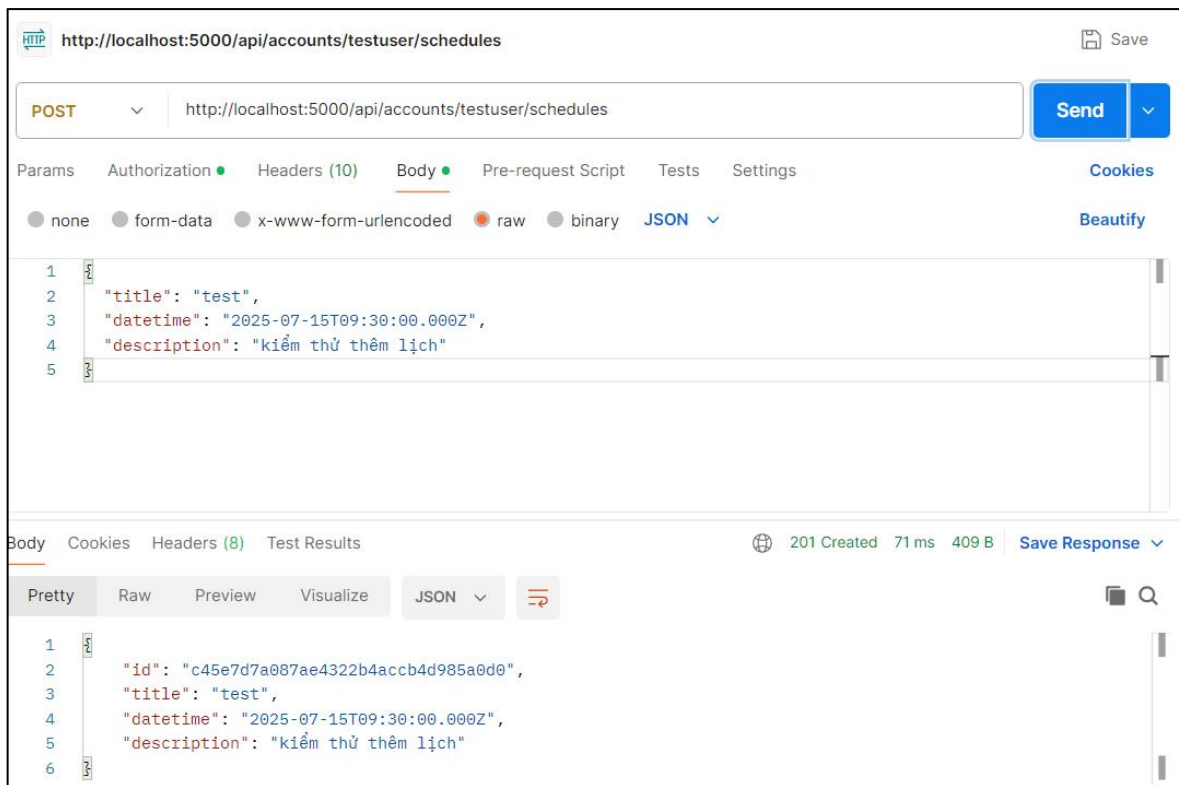 HTTP http://localhost:5000/api/accounts/testuser/schedules Save
POST http://localhost:5000/api/accounts/testuser/schedules Send
Params Authorization Headers (10) Body Pre-request Script Tests Settings Cookies
none form-data x-www-form-urlencoded raw binary JSON Beautify
1 {
2 "title": "test",
3 "datetime": "2025-07-15T09:30:00.000Z",
4 "description": "kiểm thử thêm lịch"
5 }
Body Cookies Headers (8) Test Results 201 Created 71 ms 409 B Save Response
Pretty Raw Preview Visualize JSON
1 {
2 "id": "c45e7d7a087ae4322b4accb4d985a0d0",
3 "title": "test",
4 "datetime": "2025-07-15T09:30:00.000Z",
5 "description": "kiểm thử thêm lịch"
6 }